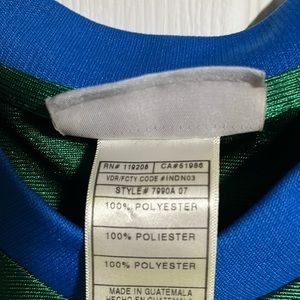 RN# 119208 CA#51986
VDR/FCTY CODE #INDN03
STYLE# 7990A 07
100% POLYESTER
100% POLIESTER
100% POLYESTER
MADE IN GUATEMALA
HECHO EN GUATEMALA